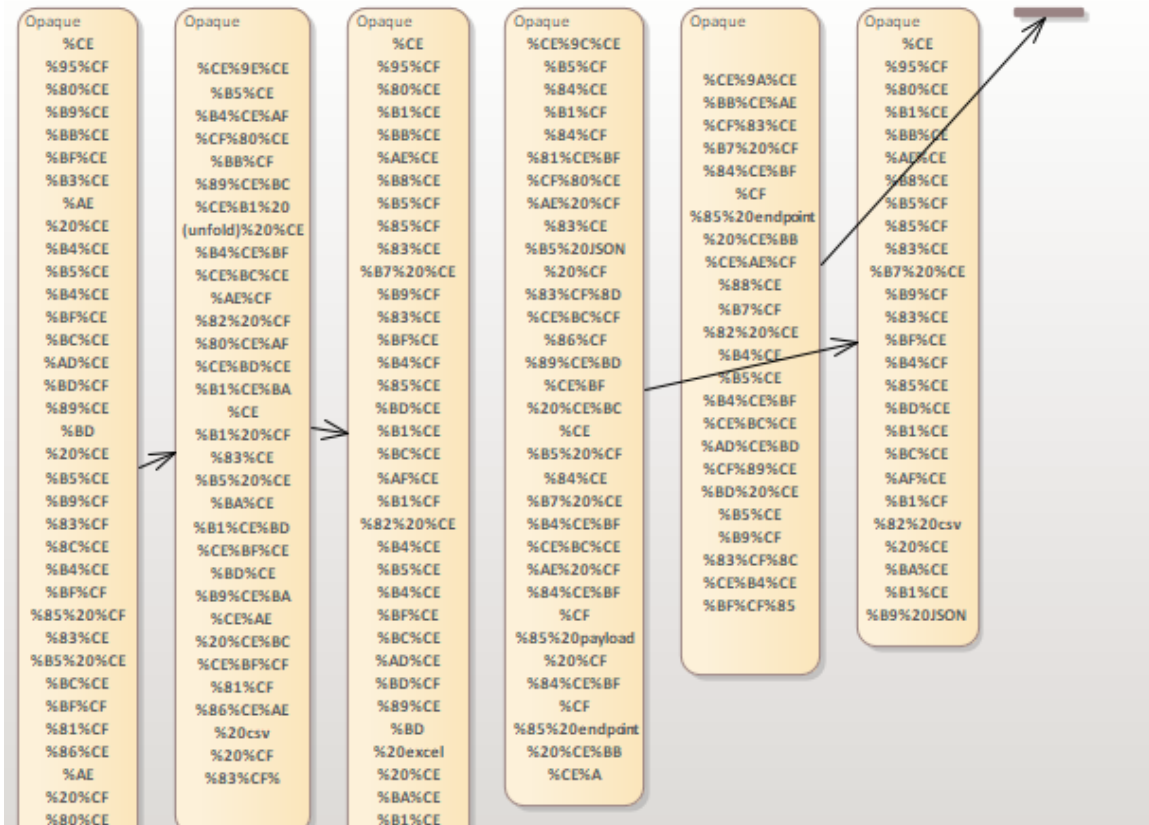 Opaque
%CE
%95%CF
%80%CE
%B9%CE
%BB%CE
%BF%CE
%B3%CE
%AE
%20%CE
%B4%CE
%B5%CE
%B4%CE
%BF%CE
%BC%CE
%AD%CE
%BD%CF
%89%CE
%BD
%20%CE
%B5%CE
%B9%CF
%83%CF
%8C%CE
%B4%CE
%BF%CF
%85%20%CF
%83%CE
%B5%20%CE
%BC%CE
%BF%CF
%81%CF
%86%CE
%AE
%20%CF
%80%CE
Opaque
%CE%9E%CE
%B5%CE
%B4%CE%AF
%CF%80%CE
%BB%CF
%89%CE%BC
%CE%B1%20
(unfold)%20%CE
%B4%CE%BF
%CE%BC%CE
%AE%CF
%82%20%CF
%80%CE%AF
%CE%BD%CE
%B1%CE%BA
%CE
%B1%20%CF
%83%CE
%B5%20%CE
%BA%CE
%B1%CE%BD
%CE%BF%CE
%BD%CE
%B9%CE%BA
%CE%AE
%20%CE%BC
%CE%BF%CF
%81%CF
%86%CE%AE
%20csv
%20%CF
%83%CF%
Opaque
%CE
%95%CF
%80%CE
%B1%CE
%BB%CE
%AE%CE
%B8%CE
%B5%CF
%85%CF
%83%CE
%B7%20%CE
%B9%CF
%83%CE
%BF%CE
%B4%CF
%85%CE
%BD%CE
%B1%CE
%BC%CE
%AF%CE
%B1%CF
%82%20%CE
%B4%CE
%B5%CE
%B4%CE
%BF%CE
%BC%CE
%AD%CE
%BD%CF
%89%CE
%BD
%20excel
%20%CE
%BA%CE
%B1%CE
Opaque
%CE%9C%CE
%B5%CF
%84%CE
%B1%CF
%84%CF
%81%CE%BF
%CF%80%CE
%AE%20%CF
%83%CE
%B5%20JSON
%20%CF
%83%CF%8D
%CE%BC%CF
%86%CF
%89%CE%BD
%CE%BF
%20%CE%BC
%CE
%B5%20%CF
%84%CE
%B7%20%CE
%B4%CE%BF
%CE%BC%CE
%AE%20%CF
%84%CE%BF
%CF
%85%20payload
%20%CF
%84%CE%BF
%CF
%85%20endpoint
%20%CE%BB
%CE%A
Opaque
%CE%9A%CE
%BB%CE%AE
%CF%83%CE
%B7%20%CF
%84%CE%BF
%CF
%85%20endpoint
%20%CE%BB
%CE%AE%CF
%88%CE
%B7%CF
%82%20%CE
%B4%CE
%B5%CE
%B4%CE%BF
%CE%BC%CE
%AD%CE%BD
%CF%89%CE
%BD%20%CE
%B5%CE
%B9%CF
%83%CF%8C
%CE%B4%CE
%BF%CF%85
Opaque
%CE
%95%CF
%80%CE
%B1%CE
%BB%CE
%AE%CE
%B8%CE
%B5%CF
%85%CF
%83%CE
%B7%20%CE
%B9%CF
%83%CE
%BF%CE
%B4%CF
%85%CE
%BD%CE
%B1%CE
%BC%CE
%AF%CE
%B1%CF
%82%20csv
%20%CE
%BA%CE
%B1%CE
%B9%20JSON